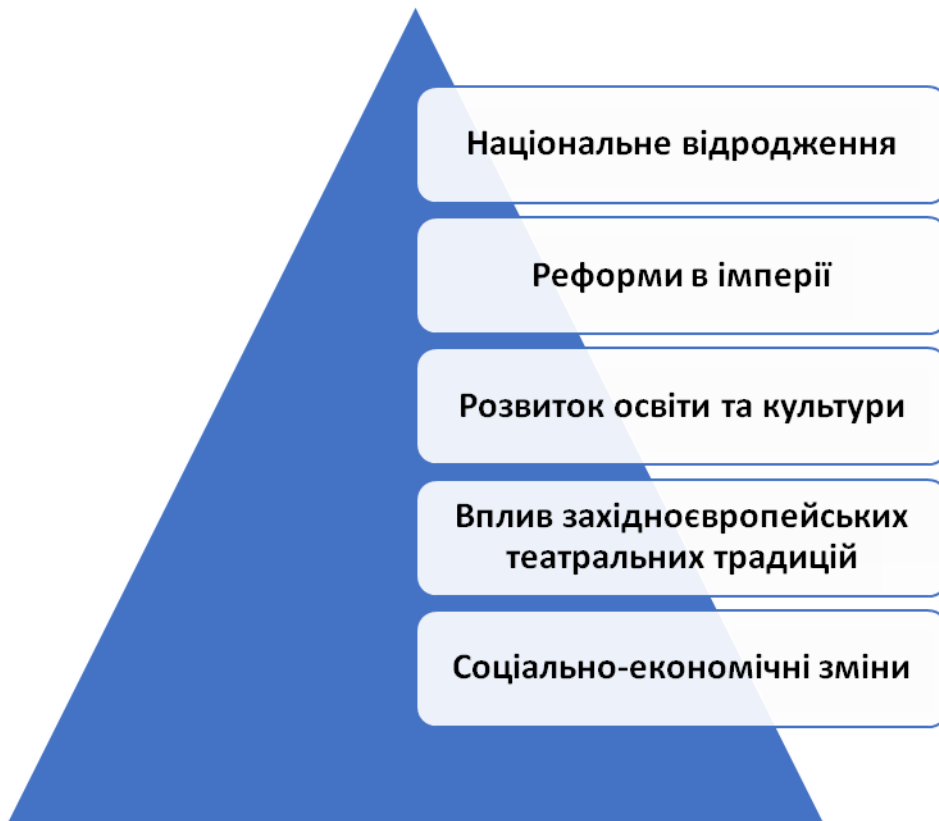 Національне відродження
Реформи в імперії
Розвиток освіти та культури
Вплив західноєвропейських
театральних традицій
Соціально-економічні зміни